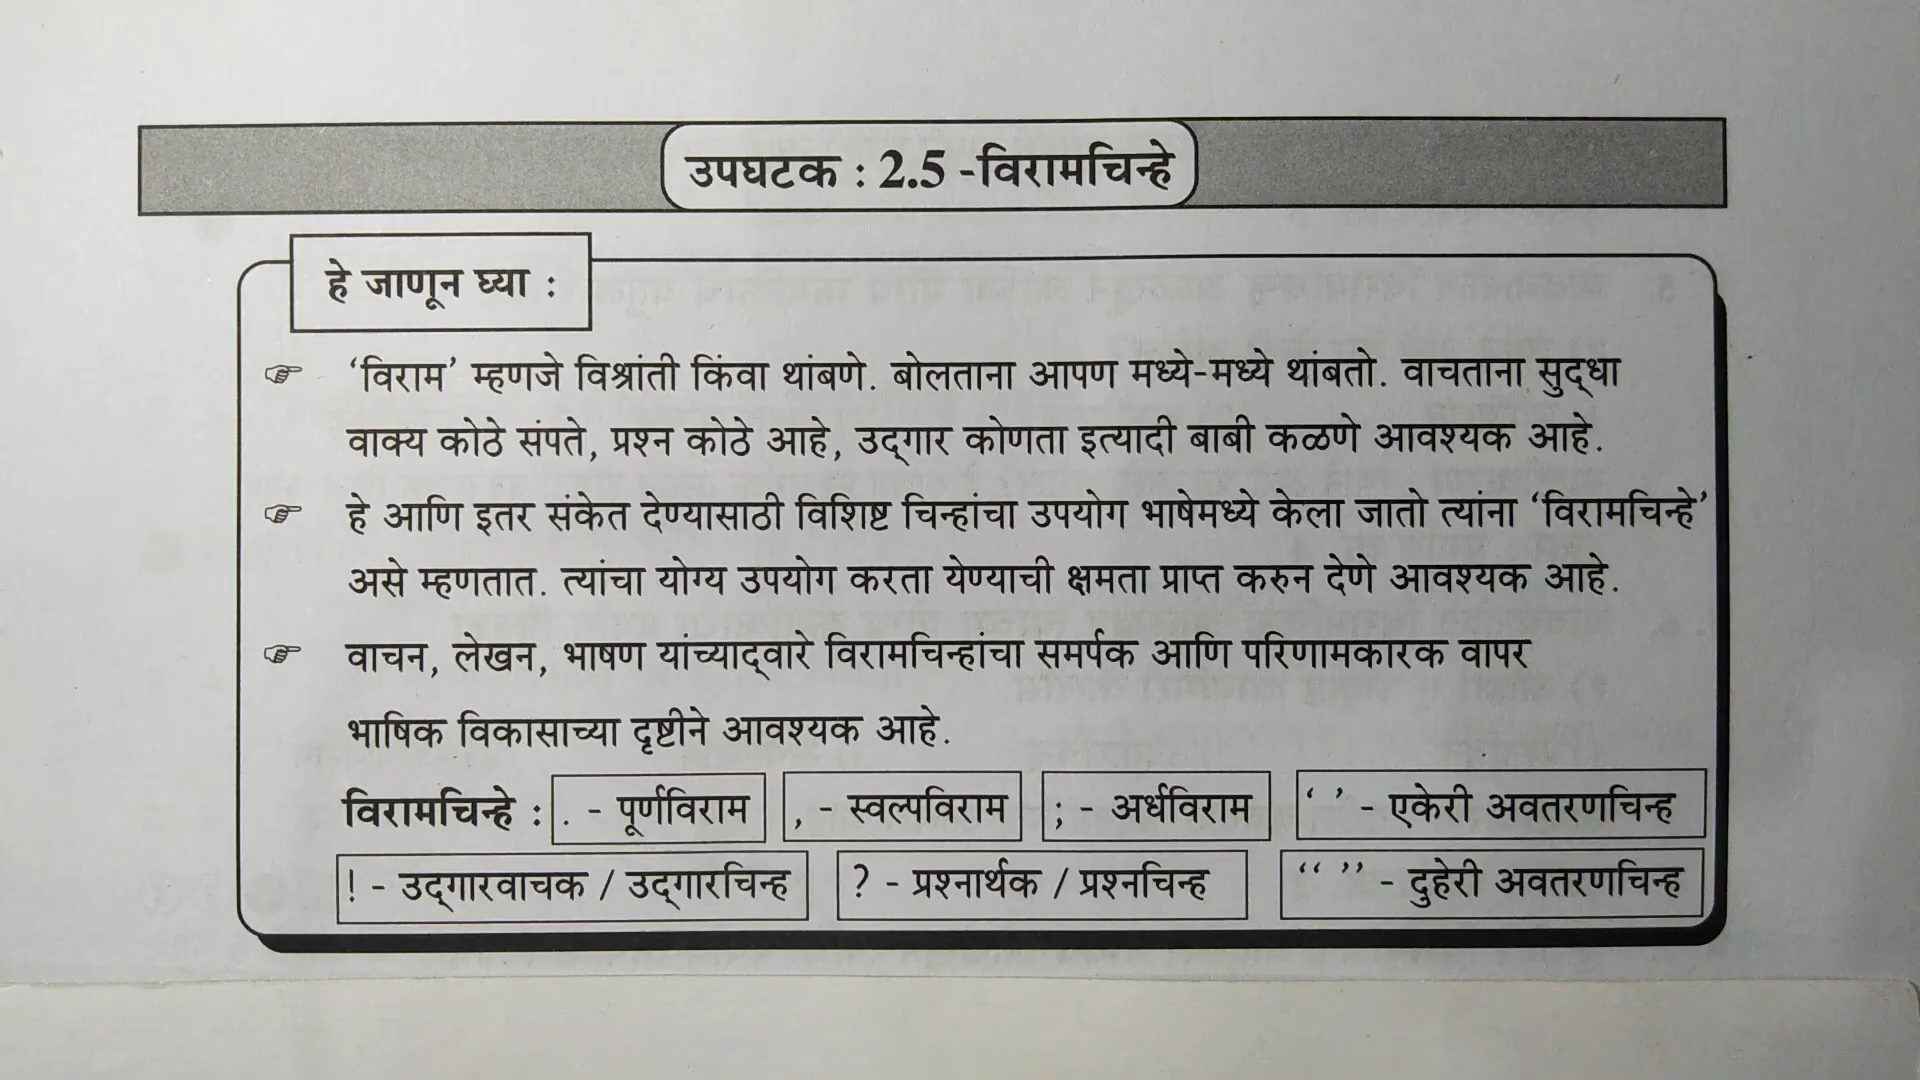 उपघटक : 2.5 -विरामचिन्हे
हे जाणून घ्या :
☞ ‘विराम’ म्हणजे विश्रांती किंवा थांबणे. बोलताना आपण मध्ये-मध्ये थांबतो. वाचताना सुद्धा
वाक्य कोठे संपते, प्रश्न कोठे आहे, उद्‌गार कोणता इत्यादी बाबी कळणे आवश्यक आहे.
☞ हे आणि इतर संकेत देण्यासाठी विशिष्ट चिन्हांचा उपयोग भाषेमध्ये केला जातो त्यांना ‘विरामचिन्हे’
असे म्हणतात. त्यांचा योग्य उपयोग करता येण्याची क्षमता प्राप्त करुन देणे आवश्यक आहे.
☞ वाचन, लेखन, भाषण यांच्याद्‌वारे विरामचिन्हांचा समर्पक आणि परिणामकारक वापर
भाषिक विकासाच्या दृष्टीने आवश्यक आहे.
विरामचिन्हे : . - पूर्णविराम , - स्वल्पविराम ; - अर्धविराम ‘ ’ - एकेरी अवतरणचिन्ह
! - उद्‌गारवाचक / उद्‌गारचिन्ह ? - प्रश्नार्थक / प्रश्नचिन्ह “ ” - दुहेरी अवतरणचिन्ह